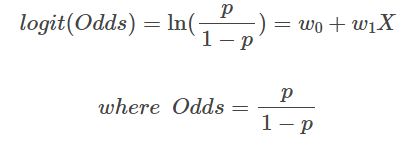 logit(Odds) = ln(p/(1 − p)) = w₀ + w₁X
where Odds = p/(1 − p)